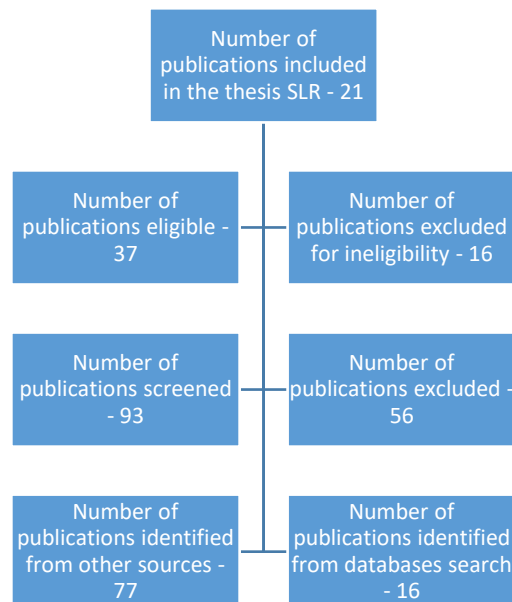 Number of
publications included
in the thesis SLR - 21
Number of
publications eligible -
37
Number of
publications excluded
for ineligibility - 16
Number of
publications screened
- 93
Number of
publications excluded -
56
Number of
publications identified
from other sources -
77
Number of
publications identified
from databases search
- 16